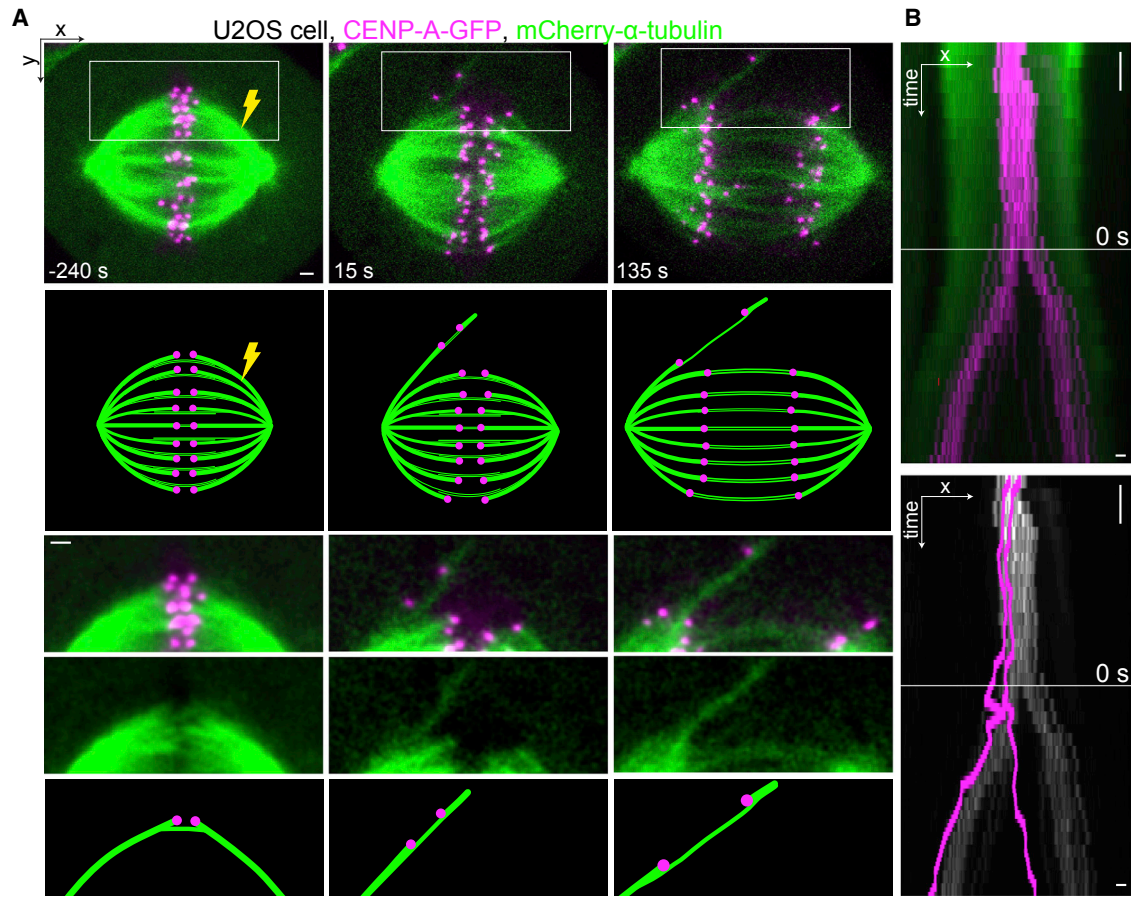 A
B
U2OS cell, CENP-A-GFP, mCherry-α-tubulin
x
y
-240 s
15 s
135 s
x
time
0 s
x
time
0 s